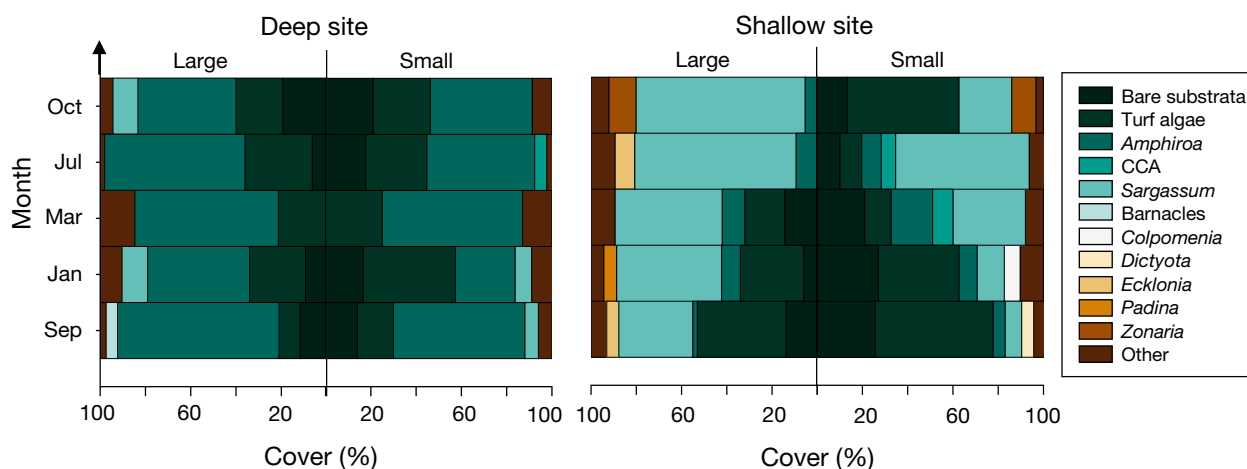 Deep site
Shallow site
Large
Small
Large
Small
Month
Oct
Jul
Mar
Jan
Sep
100 60 20 20 60 100
100 60 20 20 60 100
Cover (%)
Cover (%)
Bare substrata
Turf algae
Amphiroa
CCA
Sargassum
Barnacles
Colpomenia
Dictyota
Ecklonia
Padina
Zonaria
Other